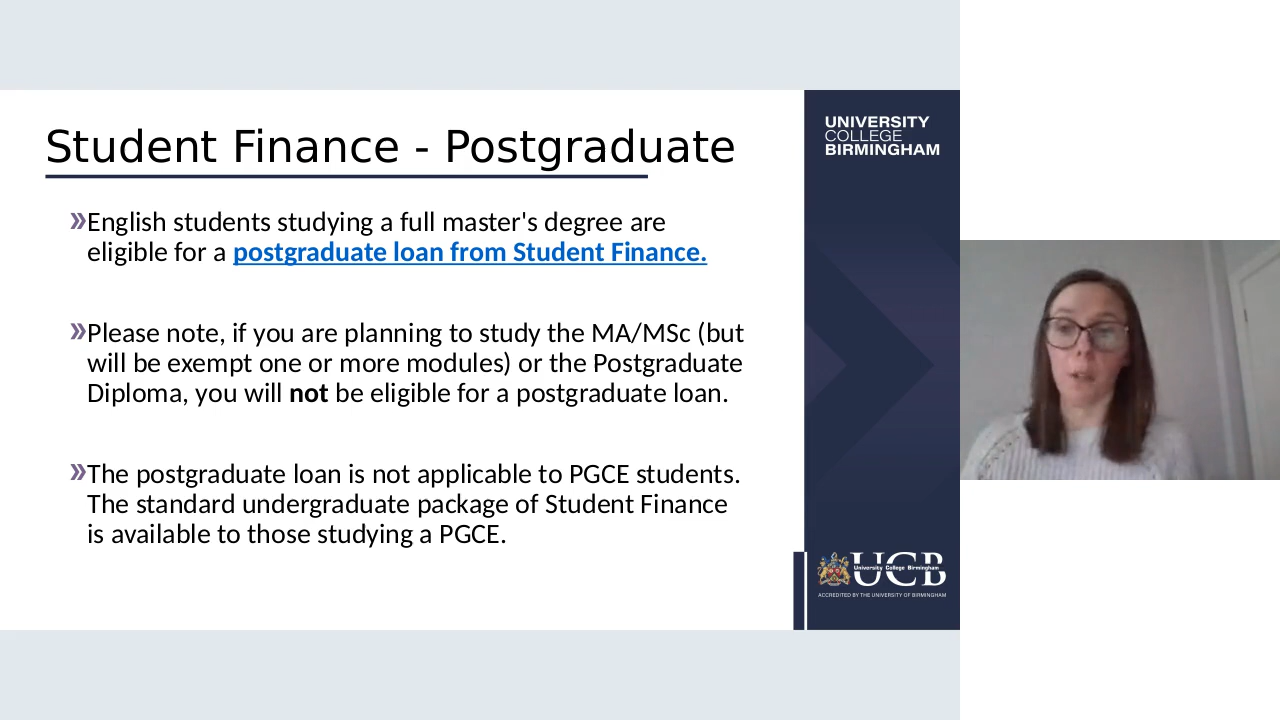 Student Finance - Postgraduate
»English students studying a full master's degree are
eligible for a postgraduate loan from Student Finance.
»Please note, if you are planning to study the MA/MSc (but
will be exempt one or more modules) or the Postgraduate
Diploma, you will not be eligible for a postgraduate loan.
»The postgraduate loan is not applicable to PGCE students.
The standard undergraduate package of Student Finance
is available to those studying a PGCE.
UNIVERSITY
COLLEGE
BIRMINGHAM
UCB
University College Birmingham
ACCREDITED BY THE UNIVERSITY OF BIRMINGHAM